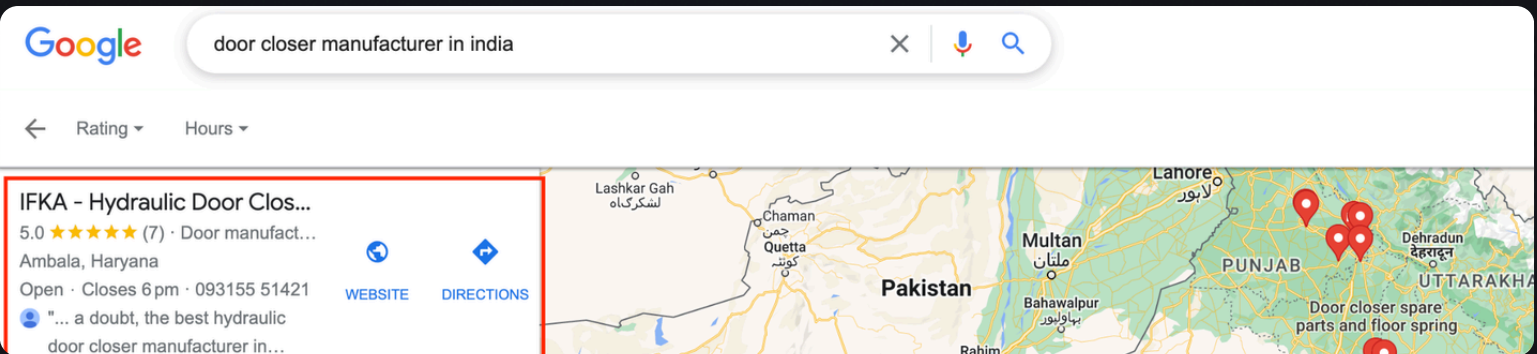 Google
door closer manufacturer in india
Rating
Hours
IFKA - Hydraulic Door Clos...
5.0 (7) · Door manufact...
Ambala, Haryana
Open · Closes 6 pm · 093155 51421
"... a doubt, the best hydraulic
door closer manufacturer in...
WEBSITE
DIRECTIONS
Lashkar Gah
لشکرگاه
Chaman
چمن
Quetta
کوئٹہ
Lahore
لاہور
Multan
ملتان
Pakistan
Bahawalpur
بہاولپور
Rahim
PUNJAB
Dehradun
देहरादून
UTTARAKHA
Door closer spare
parts and floor spring